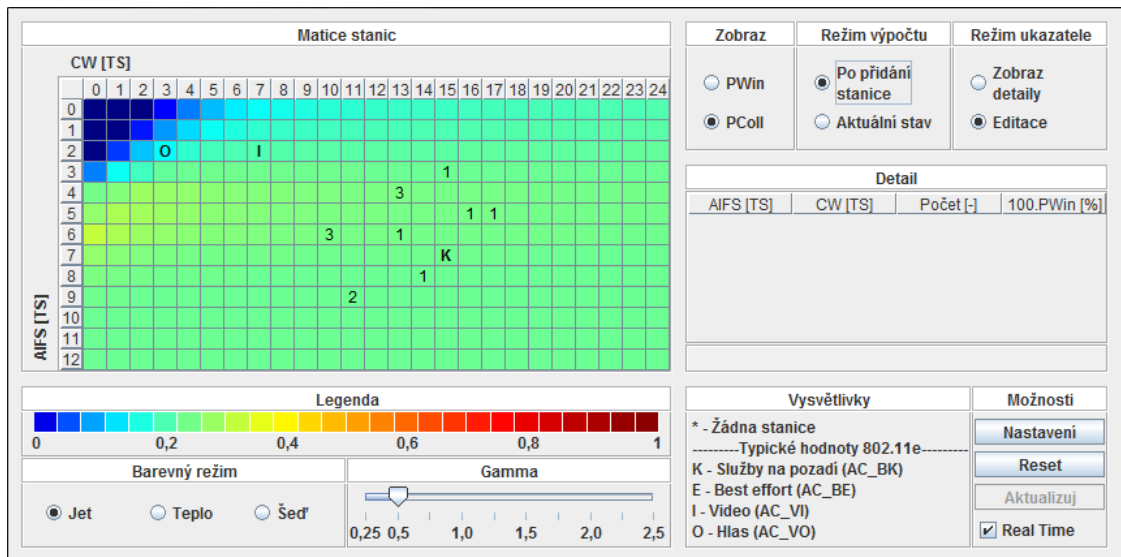 Matice stanic
CW [TS]
0 1 2 3 4 5 6 7 8 9 10 11 12 13 14 15 16 17 18 19 20 21 22 23 24
0
1
2 O I
3 1
4 3
5 1 1
6 3 1
7 K
8 1
9 2
10
11
12
AIFS [TS]
Legenda
0 0,2 0,4 0,6 0,8 1
Barevný režim
Jet Teplo Šeď
Gamma
0,25 0,5 1,0 1,5 2,0 2,5
Zobraz
PWin
PColl
Režim výpočtu
Po přidání
stanice
Aktuální stav
Režim ukazatele
Zobraz
detaily
Editace
Detail
AIFS [TS] CW [TS] Počet [-] 100.PWin [%]
Vysvětlivky
* - Žádna stanice
---------Typické hodnoty 802.11e---------
K - Služby na pozadí (AC_BK)
E - Best effort (AC_BE)
I - Video (AC_VI)
O - Hlas (AC_VO)
Možnosti
Nastavení
Reset
Aktualizuj
Real Time